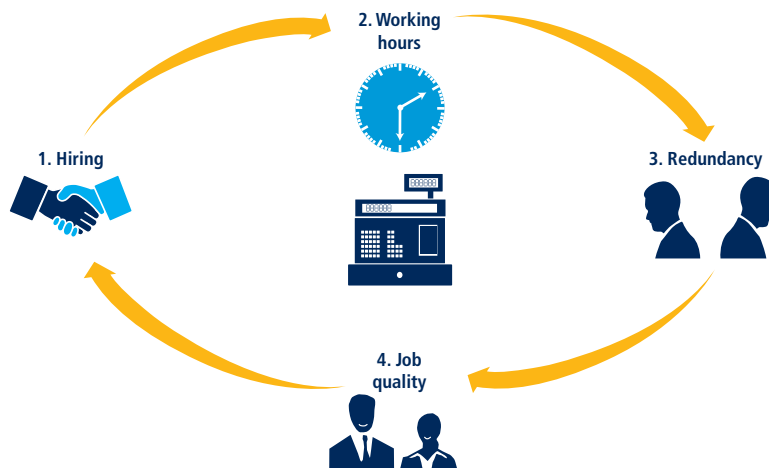 1. Hiring
2. Working
hours
3. Redundancy
4. Job
quality